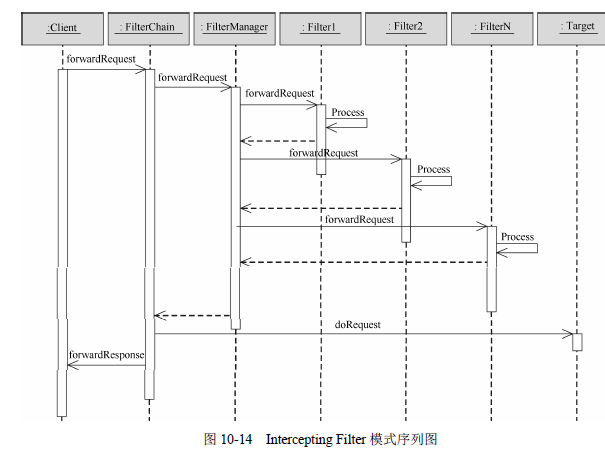 :Client
: FilterChain
: FilterManager
: Filter1
: Filter2
: FilterN
: Target
forwardRequest
forwardRequest
forwardRequest
Process
forwardRequest
Process
forwardRequest
Process
doRequest
forwardResponse
图 10-14 Intercepting Filter 模式序列图